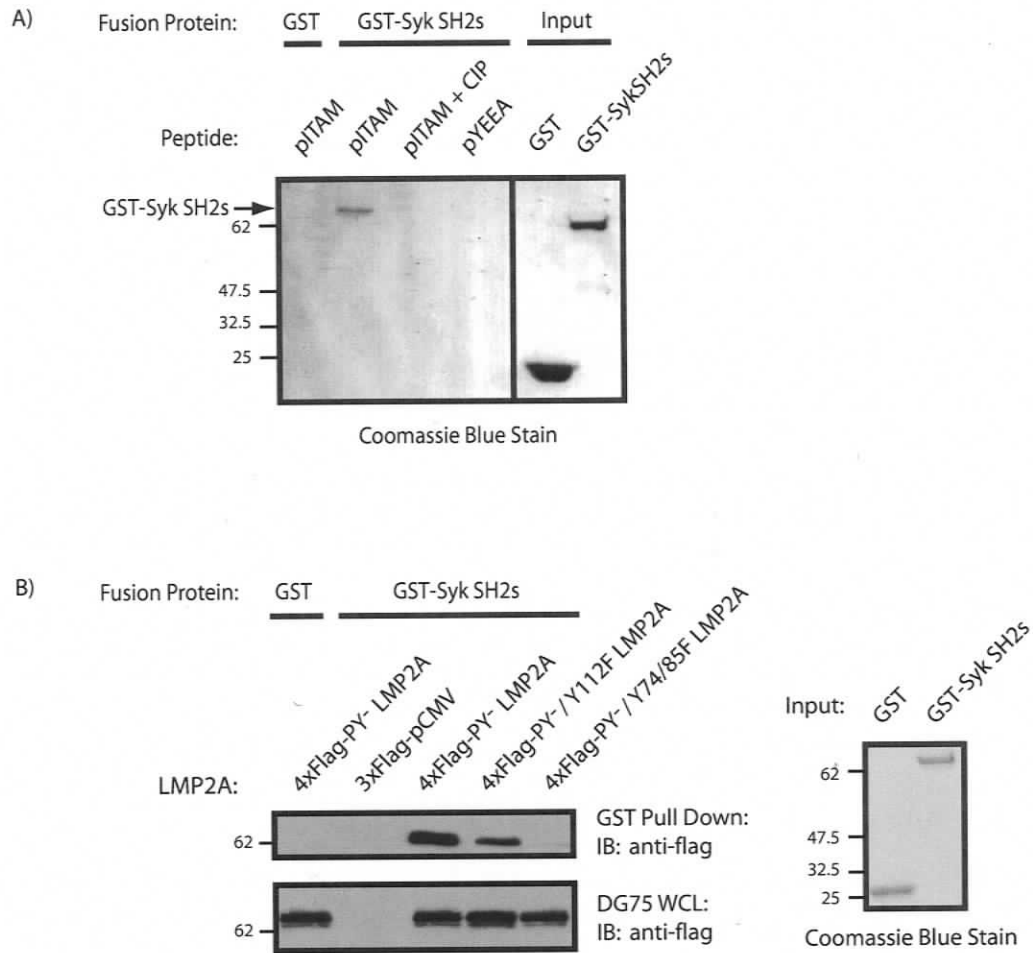 A)
Fusion Protein: GST GST-Syk SH2s Input
Peptide: pITAM pITAM pITAM + CIP pYEEA GST GST-SykSH2s
GST-Syk SH2s
62
47.5
32.5
25
Coomassie Blue Stain
B)
Fusion Protein: GST GST-Syk SH2s
LMP2A: 4xFlag-PY- LMP2A 3xFlag-pCMV 4xFlag-PY- LMP2A 4xFlag-PY-/Y112F LMP2A 4xFlag-PY-/Y74/85F LMP2A
62
GST Pull Down:
IB: anti-flag
62
DG75 WCL:
IB: anti-flag
Input: GST GST-Syk SH2s
62
47.5
32.5
25
Coomassie Blue Stain